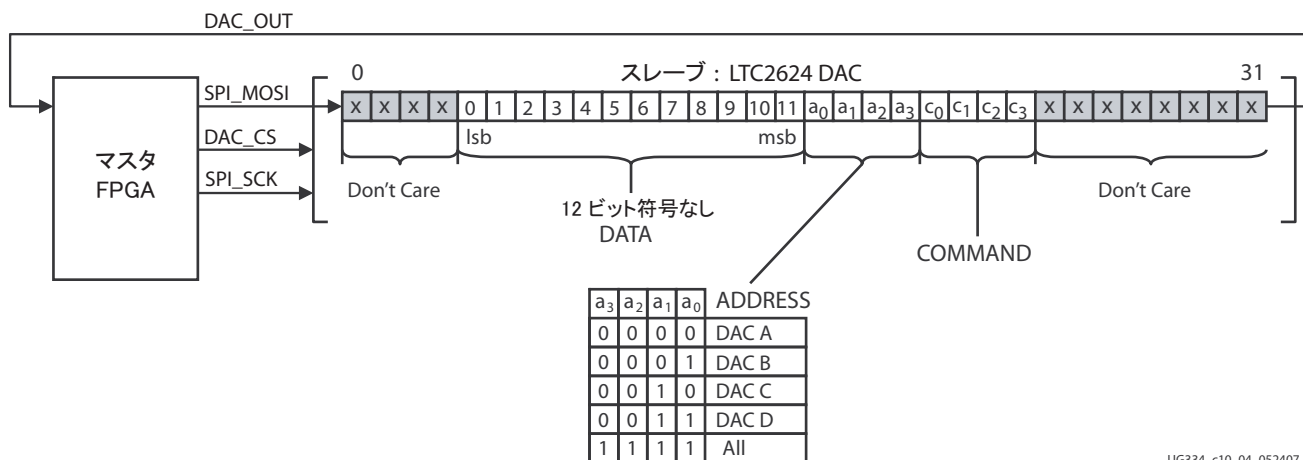 DAC_OUT
0 スレーブ : LTC2624 DAC 31
SPI_MOSI
X X X X 0 1 2 3 4 5 6 7 8 9 10 11 a0 a1 a2 a3 c0 c1 c2 c3 X X X X X X X X
lsb msb
DAC_CS
SPI_SCK
マスタ
FPGA
Don't Care
12 ビット符号なし
DATA
COMMAND
Don't Care
a3 a2 a1 a0 ADDRESS
0 0 0 0 DAC A
0 0 0 1 DAC B
0 0 1 0 DAC C
0 0 1 1 DAC D
1 1 1 1 All
UG334_c10_04_052407